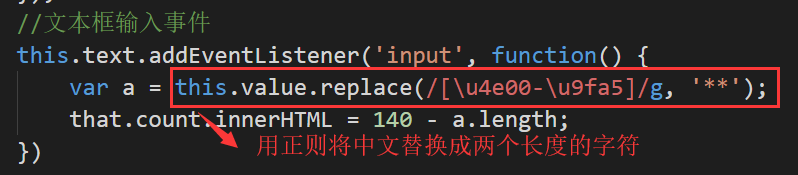 });
//文本框输入事件
this.text.addEventListener('input', function() {
var a = this.value.replace(/[\u4e00-\u9fa5]/g, '**');
that.count.innerHTML = 140 - a.length;
用正则将中文替换成两个长度的字符
})